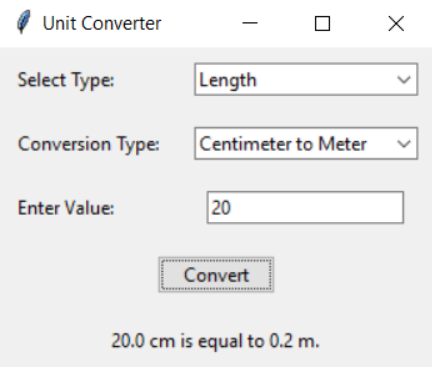 Unit Converter
Select Type: Length
Conversion Type: Centimeter to Meter
Enter Value: 20
Convert
20.0 cm is equal to 0.2 m.